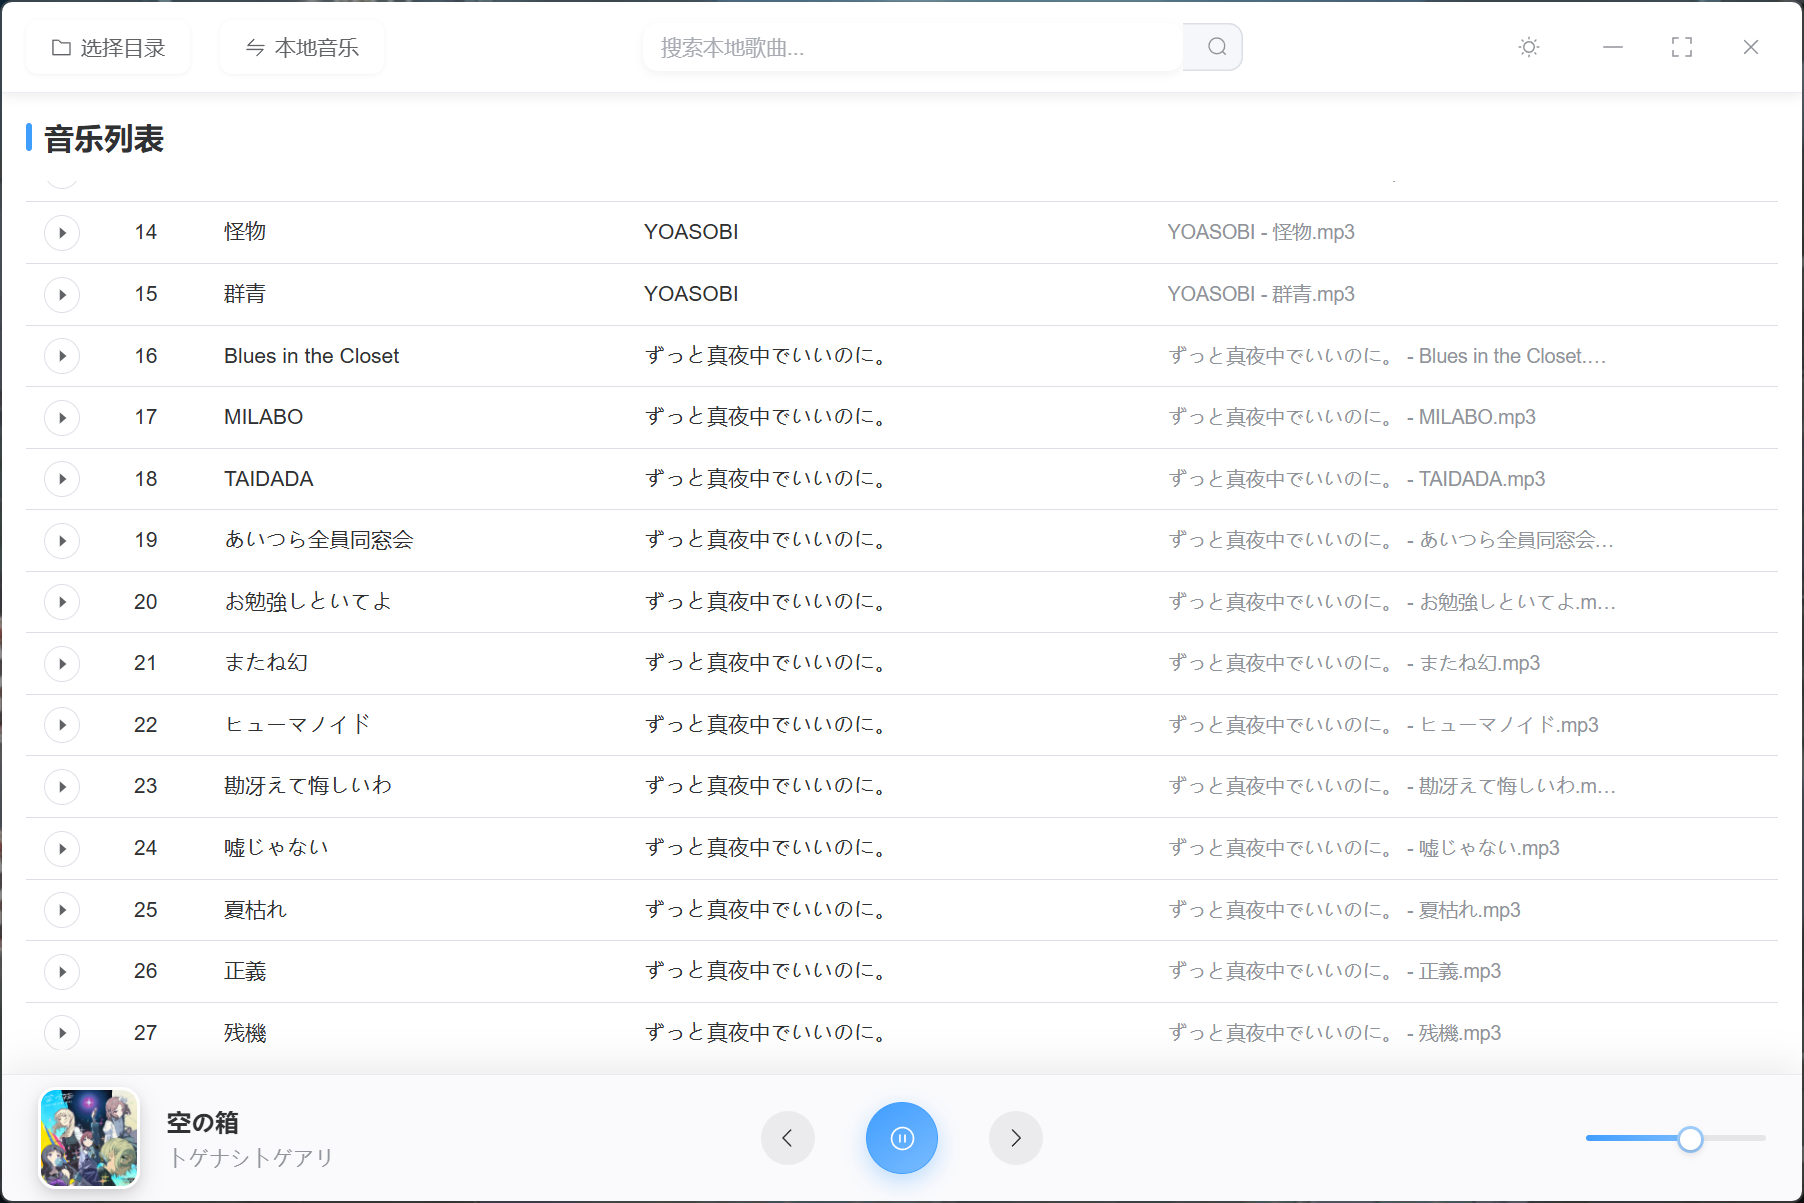 选择目录
本地音乐
搜索本地歌曲...
音乐列表
14 怪物 YOASOBI YOASOBI - 怪物.mp3
15 群青 YOASOBI YOASOBI - 群青.mp3
16 Blues in the Closet ずっと真夜中でいいのに。 ずっと真夜中でいいのに。 - Blues in the Closet....
17 MILABO ずっと真夜中でいいのに。 ずっと真夜中でいいのに。 - MILABO.mp3
18 TAIDADA ずっと真夜中でいいのに。 ずっと真夜中でいいのに。 - TAIDADA.mp3
19 あいつら全員同窓会 ずっと真夜中でいいのに。 ずっと真夜中でいいのに。 - あいつら全員同窓会...
20 お勉強しといてよ ずっと真夜中でいいのに。 ずっと真夜中でいいのに。 - お勉強しといてよ.m...
21 またね幻 ずっと真夜中でいいのに。 ずっと真夜中でいいのに。 - またね幻.mp3
22 ヒューマノイド ずっと真夜中でいいのに。 ずっと真夜中でいいのに。 - ヒューマノイド.mp3
23 勘冴えて悔しいわ ずっと真夜中でいいのに。 ずっと真夜中でいいのに。 - 勘冴えて悔しいわ.m...
24 嘘じゃない ずっと真夜中でいいのに。 ずっと真夜中でいいのに。 - 嘘じゃない.mp3
25 夏枯れ ずっと真夜中でいいのに。 ずっと真夜中でいいのに。 - 夏枯れ.mp3
26 正義 ずっと真夜中でいいのに。 ずっと真夜中でいいのに。 - 正義.mp3
27 残機 ずっと真夜中でいいのに。 ずっと真夜中でいいのに。 - 残機.mp3
空の箱
トゲナシトゲアリ